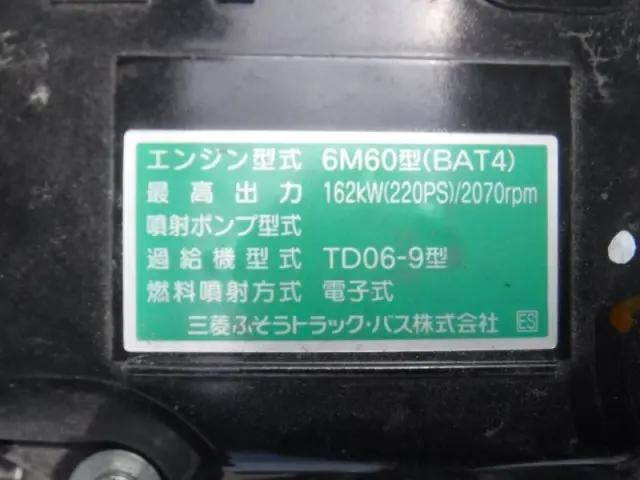 エンジン型式 6M60型(BAT4)
最高出力 162kW(220PS)/2070rpm
噴射ポンプ型式
過給機型式 TD06-9型
燃料噴射方式 電子式
三菱ふそうトラック・バス株式会社 ES